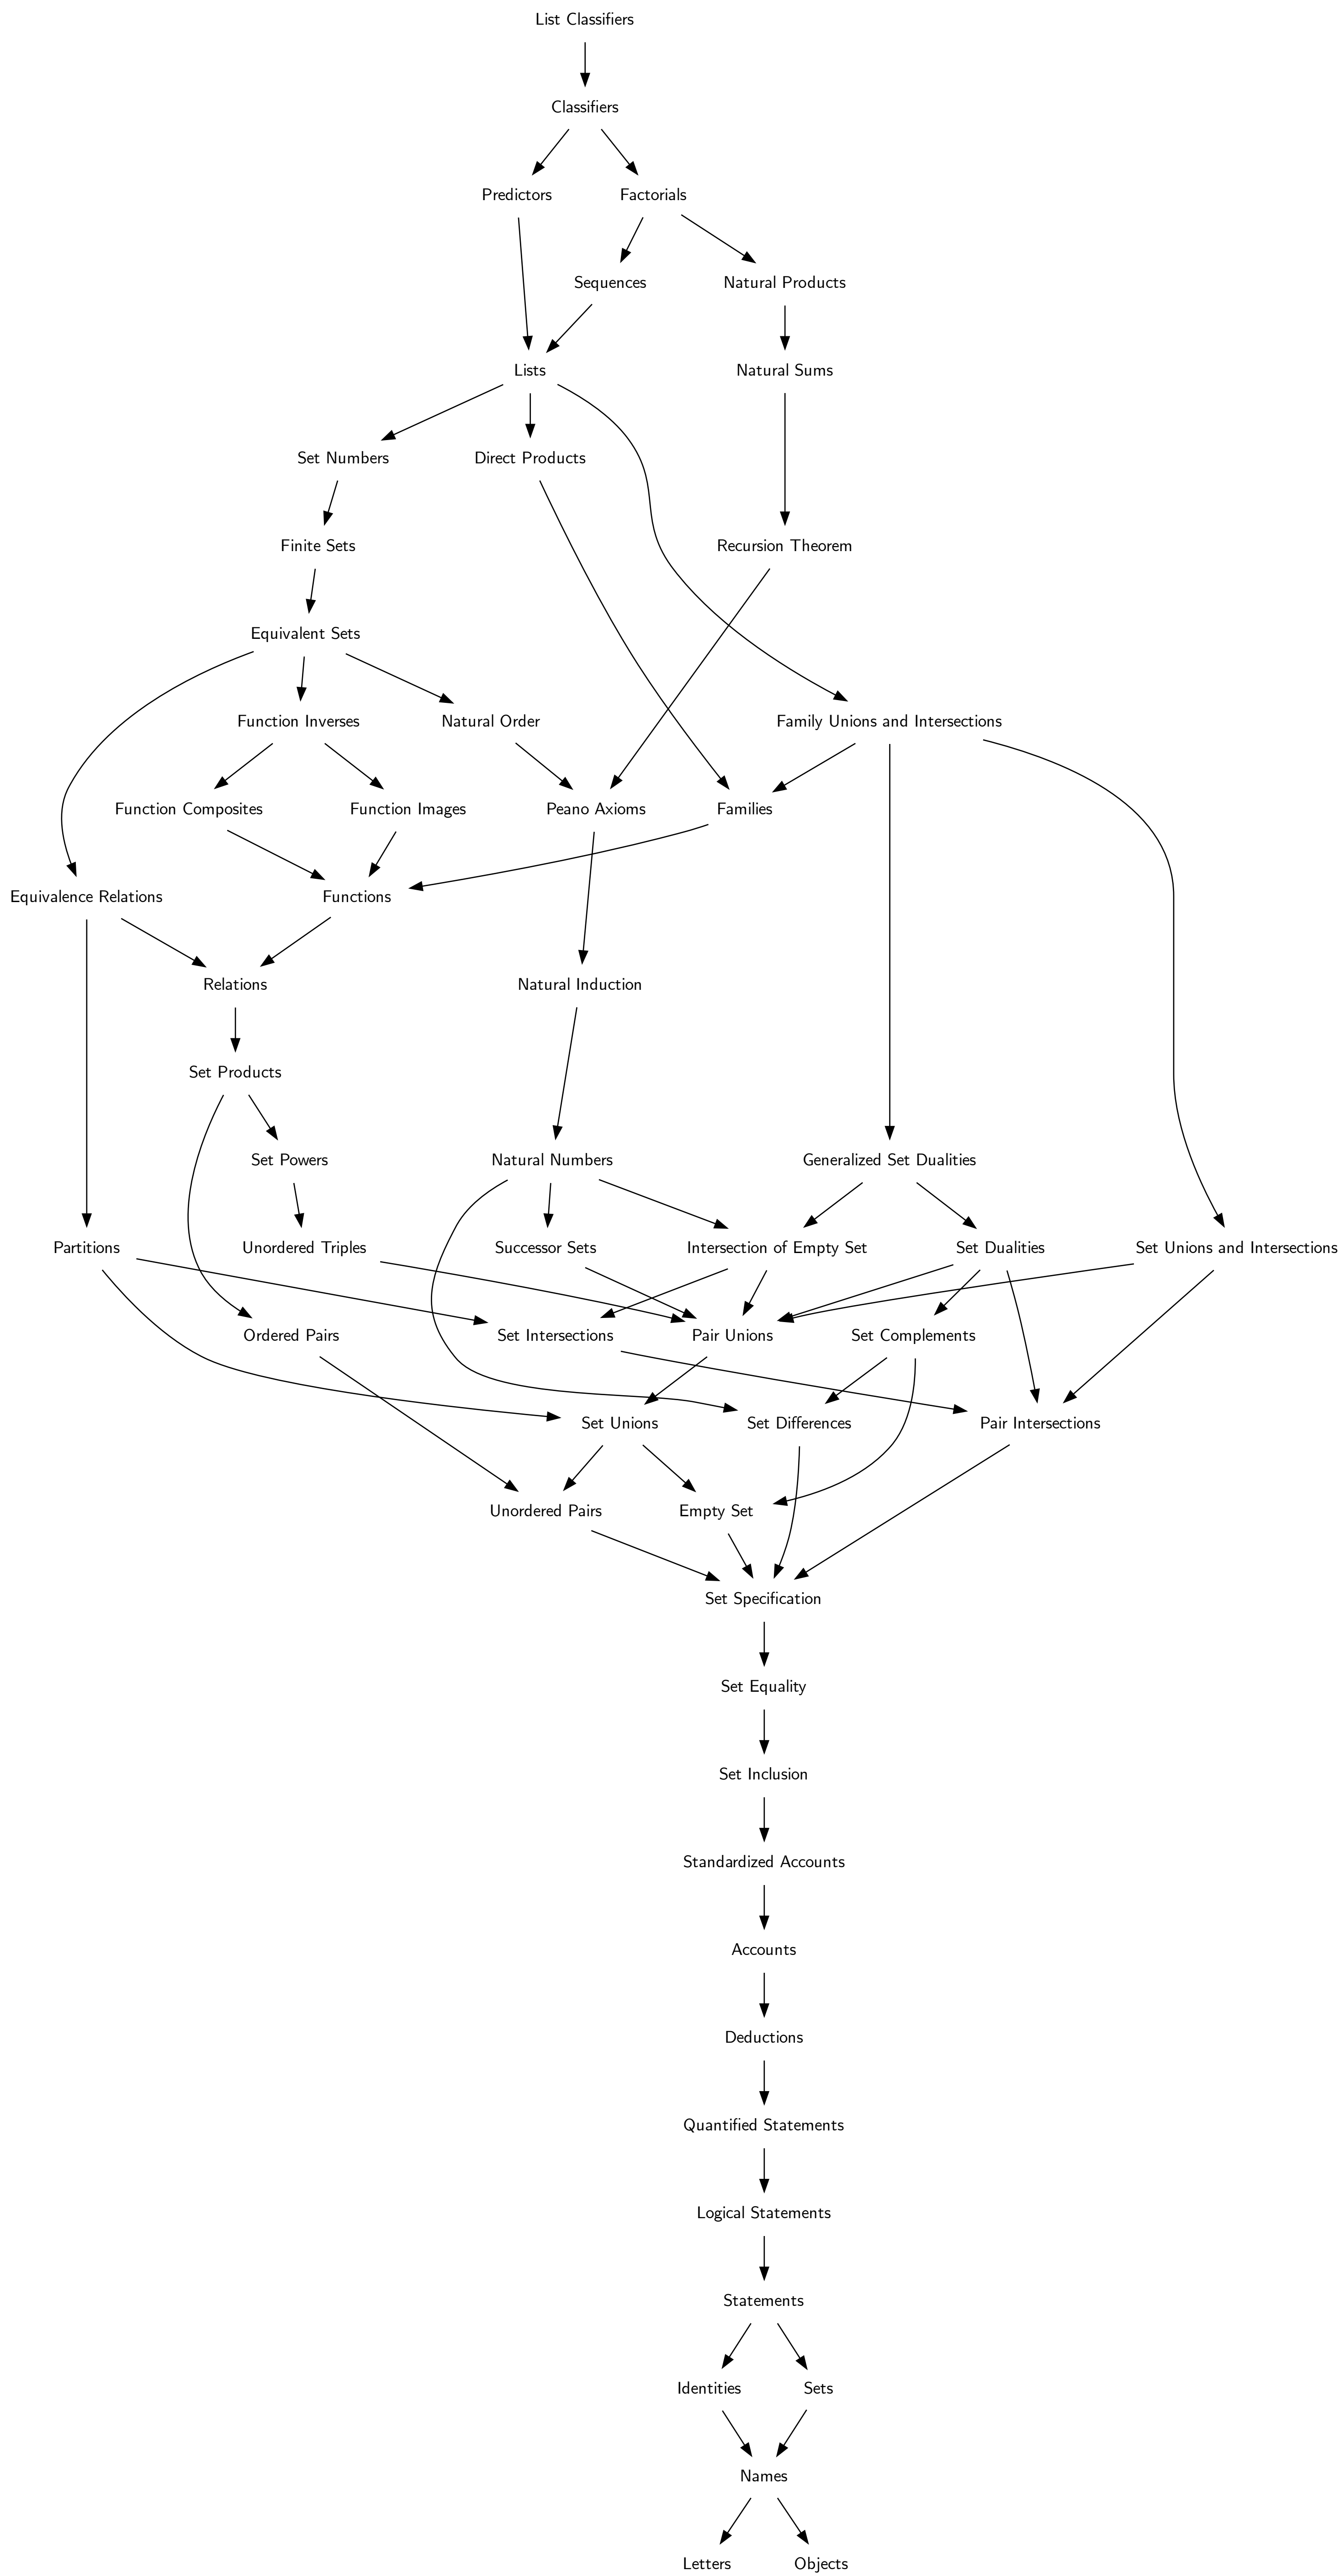 List Classifiers
Classifiers
Predictors
Factorials
Sequences
Natural Products
Lists
Natural Sums
Set Numbers
Direct Products
Finite Sets
Recursion Theorem
Equivalent Sets
Function Inverses
Natural Order
Family Unions and Intersections
Function Composites
Function Images
Peano Axioms
Families
Equivalence Relations
Functions
Relations
Natural Induction
Set Products
Set Powers
Natural Numbers
Generalized Set Dualities
Partitions
Unordered Triples
Successor Sets
Intersection of Empty Set
Set Dualities
Set Unions and Intersections
Ordered Pairs
Set Intersections
Pair Unions
Set Complements
Set Unions
Set Differences
Pair Intersections
Unordered Pairs
Empty Set
Set Specification
Set Equality
Set Inclusion
Standardized Accounts
Accounts
Deductions
Quantified Statements
Logical Statements
Statements
Identities
Sets
Names
Letters
Objects